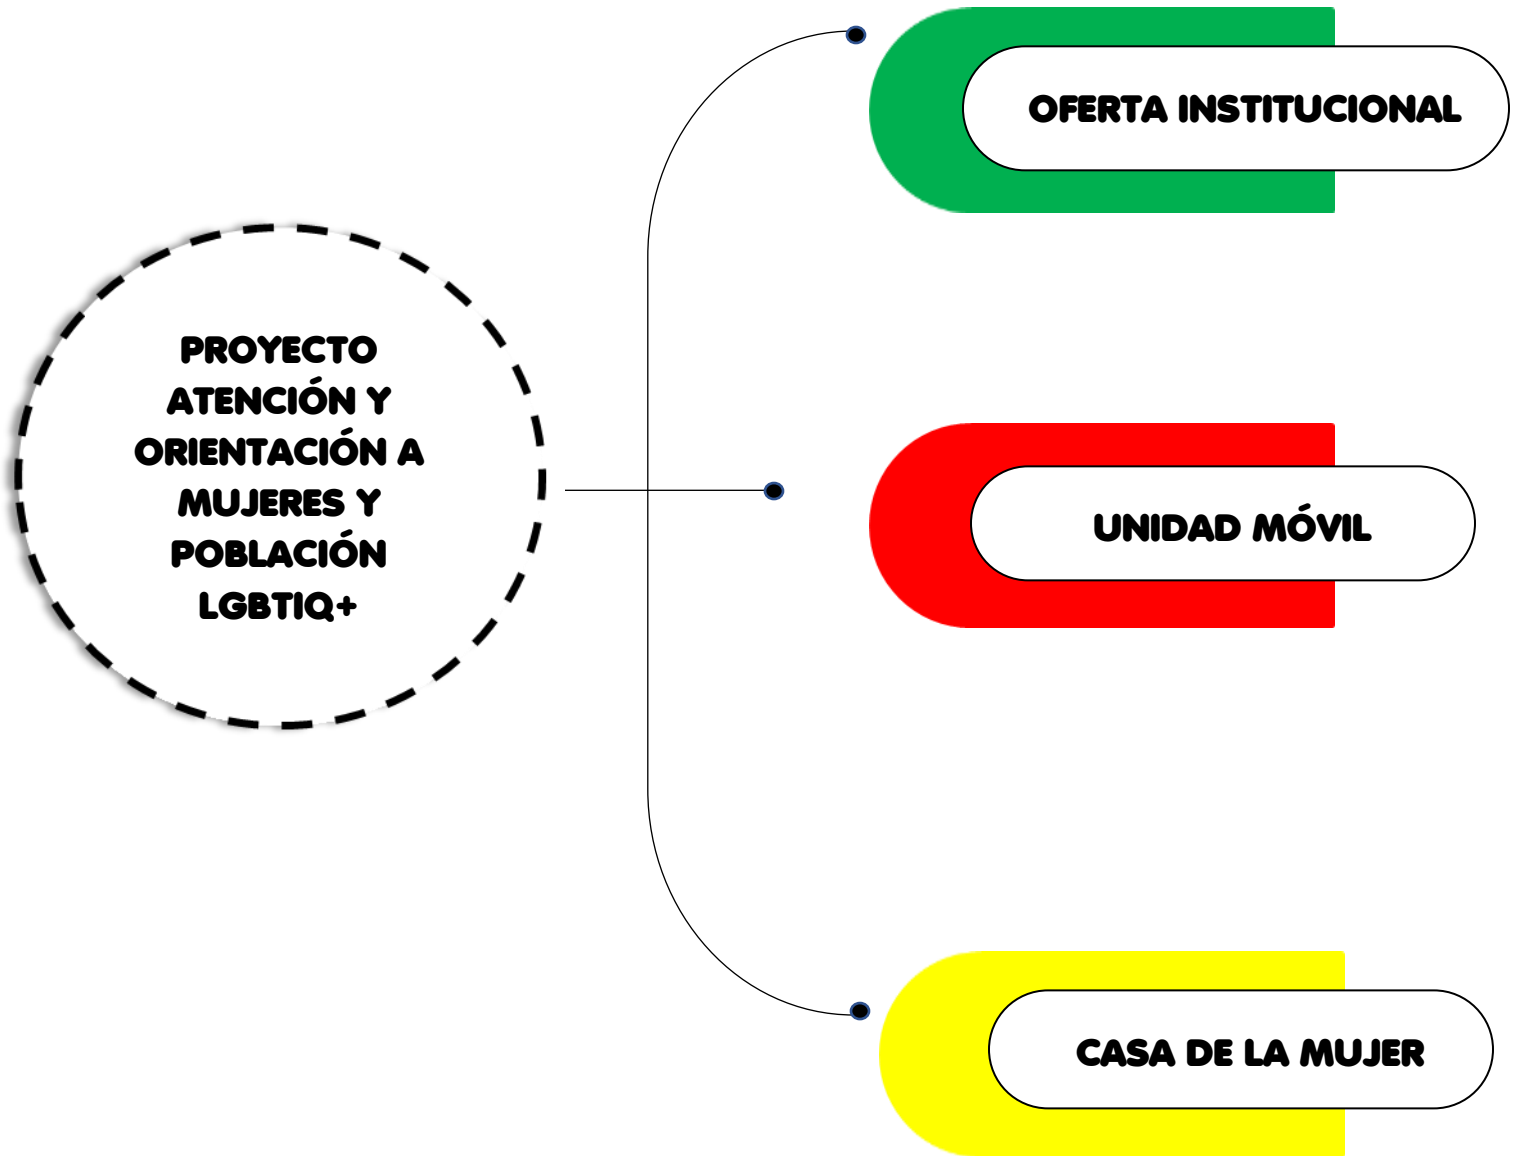 PROYECTO
ATENCIÓN Y
ORIENTACIÓN A
MUJERES Y
POBLACIÓN
LGBTIQ+
OFERTA INSTITUCIONAL
UNIDAD MÓVIL
CASA DE LA MUJER